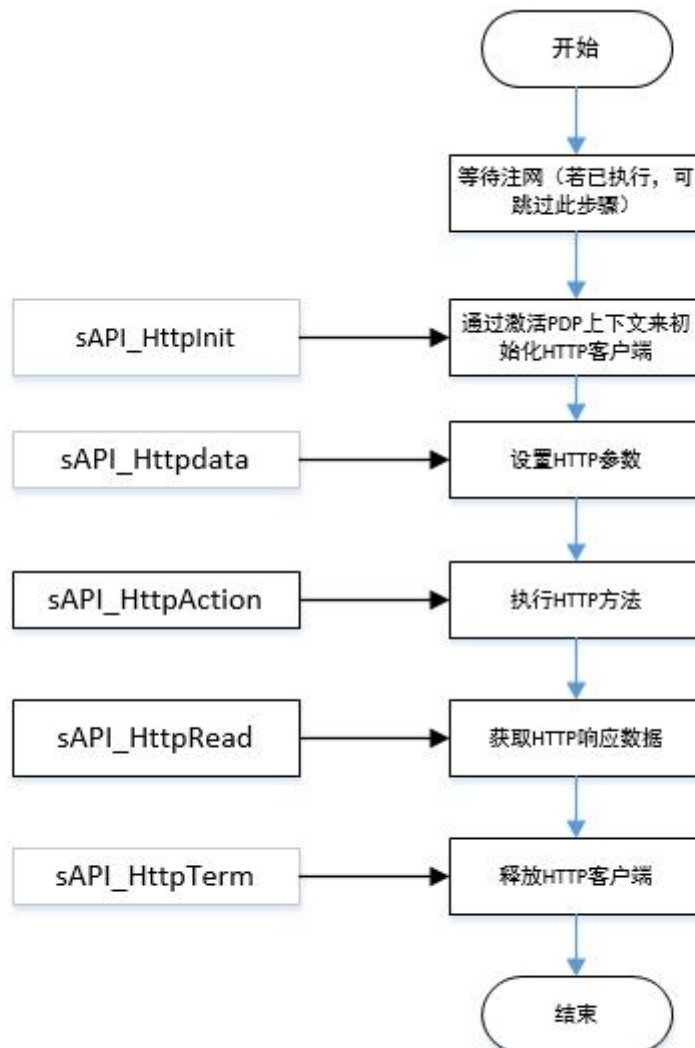 开始
等待注网（若已执行，可
跳过此步骤）
sAPI_HttpInit
通过激活PDP上下文来初
始化HTTP客户端
sAPI_Httpdata
设置HTTP参数
sAPI_HttpAction
执行HTTP方法
sAPI_HttpRead
获取HTTP响应数据
sAPI_HttpTerm
释放HTTP客户端
结束